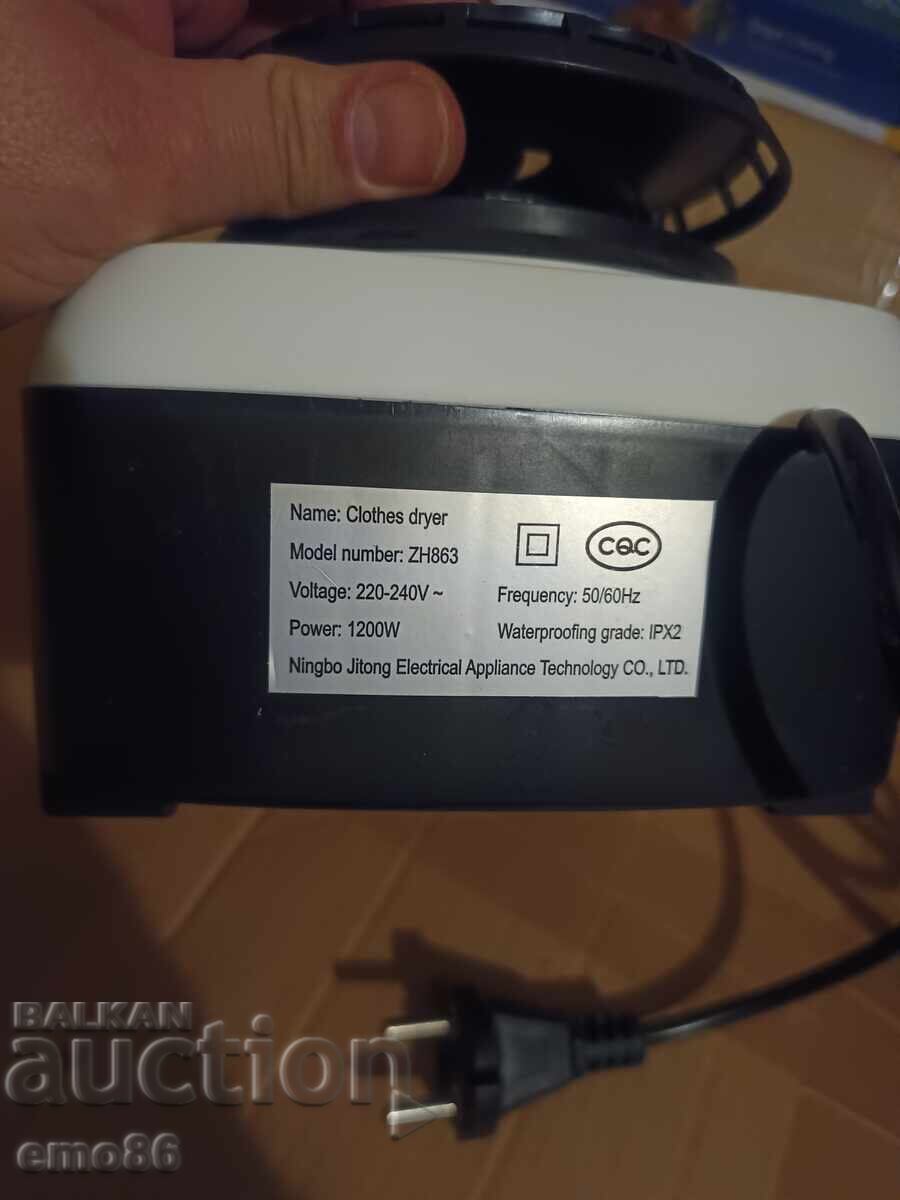 Name: Clothes dryer
Model number: ZH863
CQC
Voltage: 220-240V ~
Frequency: 50/60Hz
Power: 1200W
Waterproofing grade: IPX2
Ningbo Jitong Electrical Appliance Technology CO., LTD.
BALKAN
auction
emo86